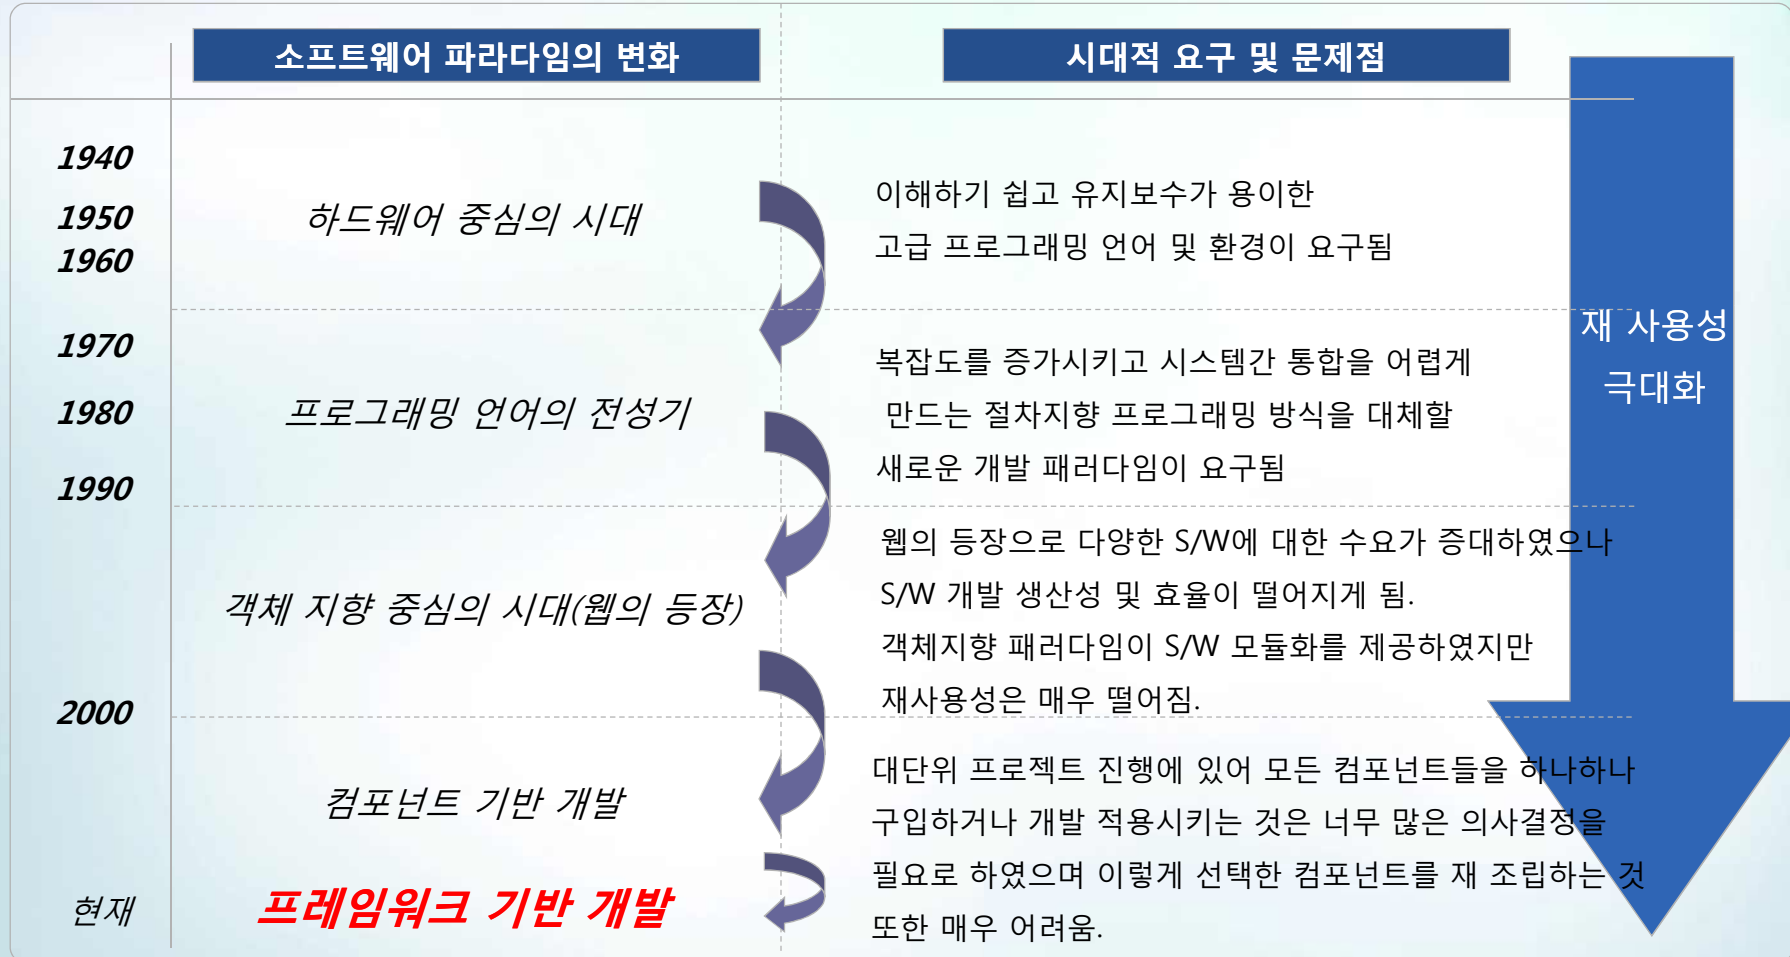 소프트웨어 파라다임의 변화
시대적 요구 및 문제점
1940
1950
1960
하드웨어 중심의 시대
이해하기 쉽고 유지보수가 용이한
고급 프로그래밍 언어 및 환경이 요구됨
1970
1980
1990
프로그래밍 언어의 전성기
복잡도를 증가시키고 시스템간 통합을 어렵게
만드는 절차지향 프로그래밍 방식을 대체할
새로운 개발 패러다임이 요구됨
객체 지향 중심의 시대(웹의 등장)
웹의 등장으로 다양한 S/W에 대한 수요가 증대하였으나
S/W 개발 생산성 및 효율이 떨어지게 됨.
객체지향 패러다임이 S/W 모듈화를 제공하였지만
재사용성은 매우 떨어짐.
2000
컴포넌트 기반 개발
대단위 프로젝트 진행에 있어 모든 컴포넌트들을 하나하나
구입하거나 개발 적용시키는 것은 너무 많은 의사결정을
필요로 하였으며 이렇게 선택한 컴포넌트를 재 조립하는 것
또한 매우 어려움.
현재
프레임워크 기반 개발
재 사용성
극대화